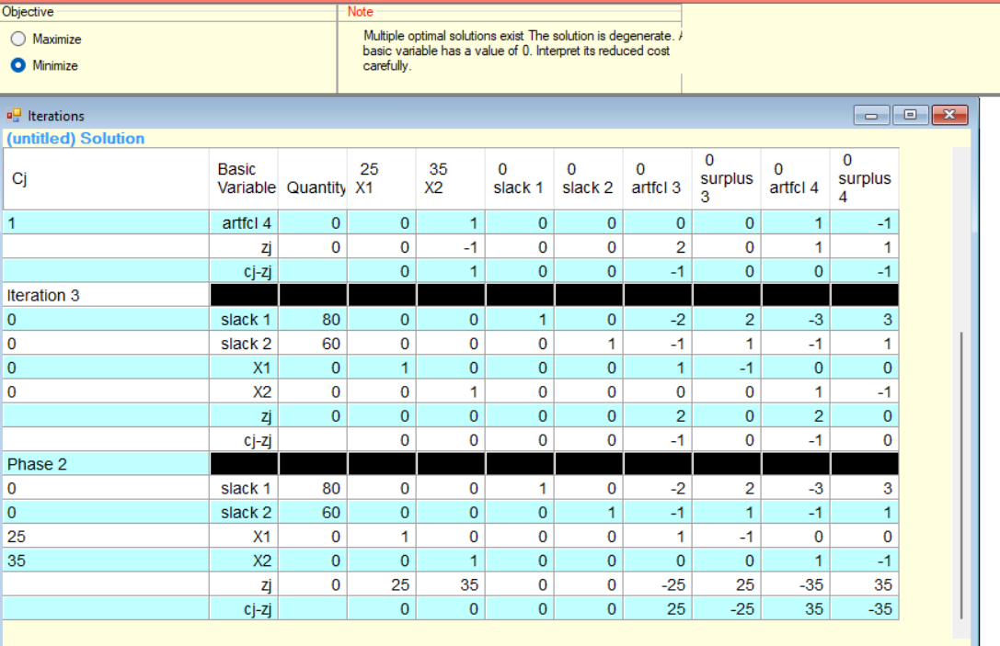 Objective
Maximize
Minimize
Note
Multiple optimal solutions exist The solution is degenerate.
basic variable has a value of 0. Interpret its reduced cost
carefully.
Iterations
(untitled) Solution
Cj Basic Variable Quantity 25 X1 35 X2 0 slack 1 0 slack 2 0 artfcl 3 0 surplus 3 0 artfcl 4 0 surplus 4
1 artfcl 4 0 0 1 0 0 0 0 1 -1
zj 0 0 -1 0 0 2 0 1 1
cj-zj 0 1 0 0 -1 0 0 -1
Iteration 3
0 slack 1 80 0 0 1 0 -2 2 -3 3
0 slack 2 60 0 0 0 1 -1 1 -1 1
0 X1 0 1 0 0 0 1 -1 0 0
0 X2 0 0 1 0 0 0 0 1 -1
zj 0 0 0 0 0 2 0 2 0
cj-zj 0 0 0 0 -1 0 -1 0
Phase 2
0 slack 1 80 0 0 1 0 -2 2 -3 3
0 slack 2 60 0 0 0 1 -1 1 -1 1
25 X1 0 1 0 0 0 1 -1 0 0
35 X2 0 0 1 0 0 0 0 1 -1
zj 0 25 35 0 0 -25 25 -35 35
cj-zj 0 0 0 0 25 -25 35 -35